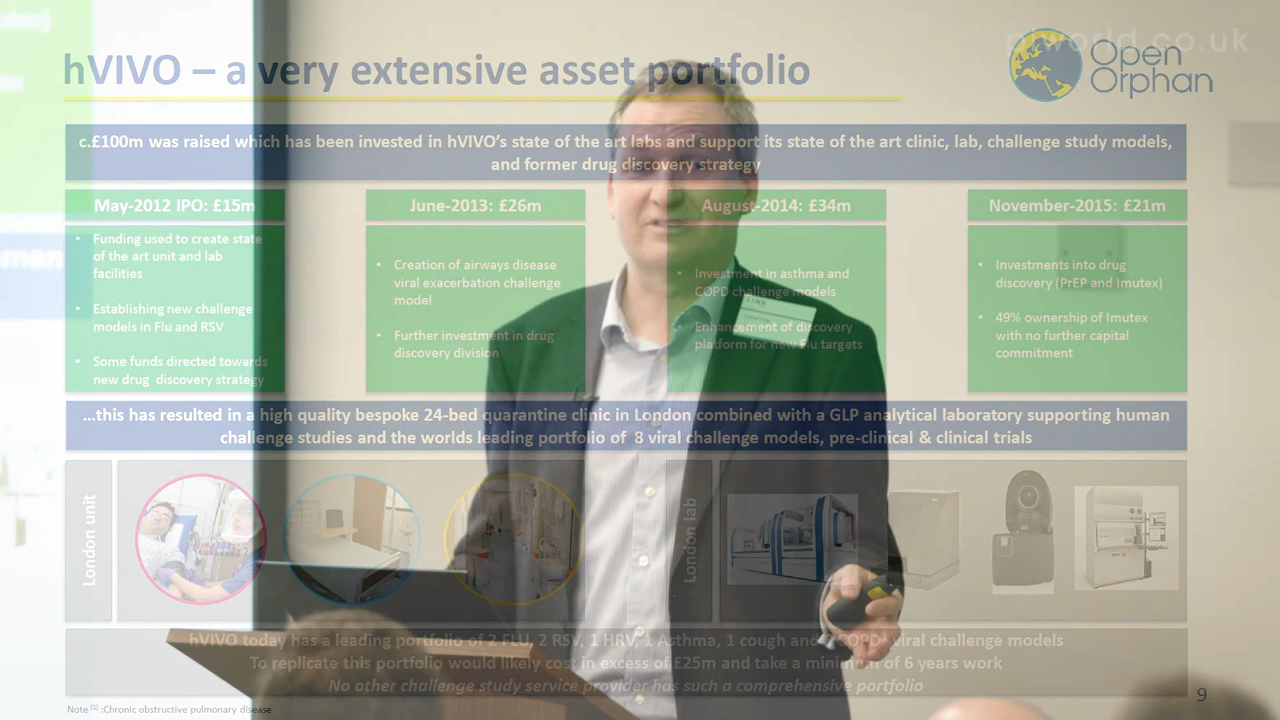 piworld.co.uk
hVIVO – a very extensive asset portfolio
Open
Orphan
c.£100m was raised which has been invested in hVIVO's state of the art labs and support its state of the art clinic, lab, challenge study models,
and former drug discovery strategy
May-2012 IPO: £15m
• Funding used to create state
of the art unit and lab
facilities
• Establishing new challenge
models in Flu and RSV
• Some funds directed towards
new drug discovery strategy
June-2013: £26m
• Creation of airways disease
viral exacerbation challenge
model
• Further investment in drug
discovery division
August-2014: £34m
• Investment in asthma and
COPD challenge models
• Enhancement of discovery
platform for new Flu targets
November-2015: £21m
• Investments into drug
discovery (PrEP and Imutex)
• 49% ownership of Imutex
with no further capital
commitment
...this has resulted in a high quality bespoke 24-bed quarantine clinic in London combined with a GLP analytical laboratory supporting human
challenge studies and the worlds leading portfolio of 8 viral challenge models, pre-clinical & clinical trials
London unit
London lab
hVIVO today has a leading portfolio of 2 FLU, 2 RSV, 1 HRV, 1 Asthma, 1 cough and COPD viral challenge models
To replicate this portfolio would likely cost in excess of £25m and take a minimum of 6 years work
No other challenge study service provider has such a comprehensive portfolio
Note (1) :Chronic obstructive pulmonary disease
9